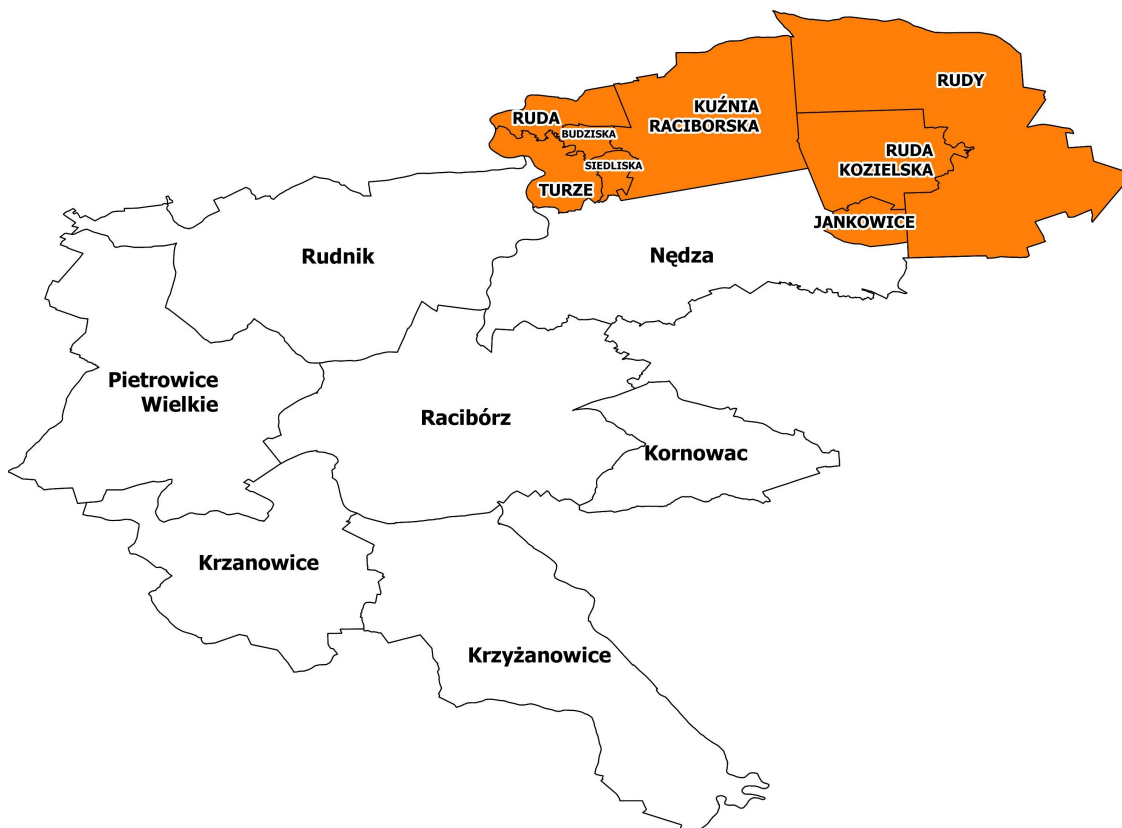 RUDY
KUŹNIA
RACIBORSKA
RUDA
BUDZISKA
RUDA
KOZIELSKA
SIEDLISKA
TURZE
JANKOWICE
Rudnik
Nędza
Pietrowice
Wielkie
Racibórz
Kornowac
Krzanowice
Krzyżanowice